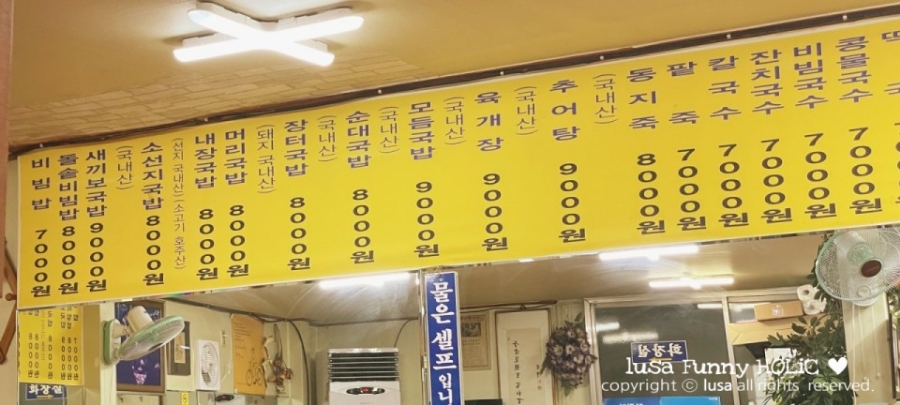 비빔밥 7000원
돌솥비빔밥 8000원
새끼보국밥 9000원
(국내산)
소선지국밥 8000원
(선지 국내산)(소고기 호주산)
내장국밥 8000원
머리국밥 8000원
(돼지 국내산)
장터국밥 8000원
(국내산)
순대국밥 8000원
(국내산)
모듬국밥 9000원
(국내산)
육개장 9000원
(국내산)
추어탕 9000원
(국내산)
동지죽 8000원
팥죽 7000원
칼국수 7000원
잔치국수 7000원
비빔국수 7000원
콩물국수 7000원
물은 셀프입니
화장실
화장실
lusa Funny HOLIC ♥
copyright ⓒ lusa all rights reserved.